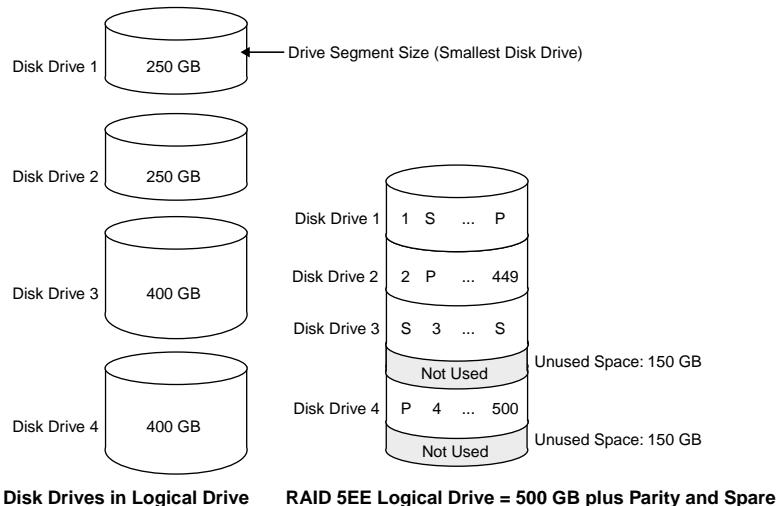 Disk Drive 1 250 GB Drive Segment Size (Smallest Disk Drive)
Disk Drive 2 250 GB
Disk Drive 3 400 GB
Disk Drive 4 400 GB
Disk Drives in Logical Drive
Disk Drive 1 1 S ... P
Disk Drive 2 2 P ... 449
Disk Drive 3 S 3 ... S
Not Used Unused Space: 150 GB
Disk Drive 4 P 4 ... 500
Not Used Unused Space: 150 GB
RAID 5EE Logical Drive = 500 GB plus Parity and Spare